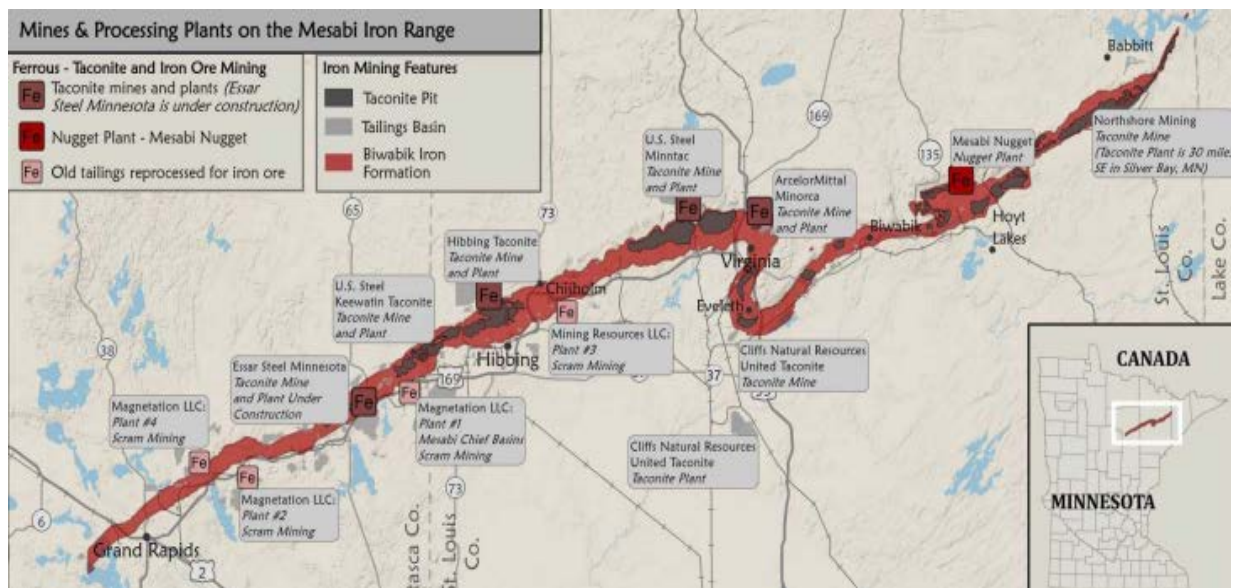 Mines & Processing Plants on the Mesabi Iron Range
Ferrous - Taconite and Iron Ore Mining
Fe
Taconite mines and plants (Essar
Steel Minnesota is under construction)
Fe
Nugget Plant - Mesabi Nugget
Fe
Old tailings reprocessed for iron ore
Iron Mining Features
Taconite Pit
Tailings Basin
Biwabik Iron
Formation
Babbitt
169
135
65
73
38
6
2
169
73
37
Northshore Mining
Taconite Mine
(Taconite Plant is 30 mile
SE in Silver Bay, MN)
Mesabi Nugget
Nugget Plant
Fe
U.S. Steel
Minntac
Taconite Mine
and Plant
Fe
ArcelorMittal
Minorca
Taconite Mine
and Plant
Fe
Biwabik
Hoyt
Lakes
Virginia
Eveleth
St. Louis
Co.
Lake Co.
Hibbing Taconite
Taconite Mine
and Plant
Fe
Chisholm
Fe
U.S. Steel
Keewatin Taconite
Taconite Mine
and Plant
Hibbing
Mining Resources LLC:
Plant #3
Scram Mining
Cliffs Natural Resources
United Taconite
Taconite Mine
Essar Steel Minnesota
Taconite Mine
and Plant Under
Construction
Fe
Fe
Magnetation LLC:
Plant #1
Mesabi Chief Basins
Scram Mining
Magnetation LLC:
Plant #4
Scram Mining
Fe
Fe
Magnetation LLC:
Plant #2
Scram Mining
Cliffs Natural Resources
United Taconite
Taconite Plant
Grand Rapids
tasca Co.
St. Louis
Co.
CANADA
MINNESOTA